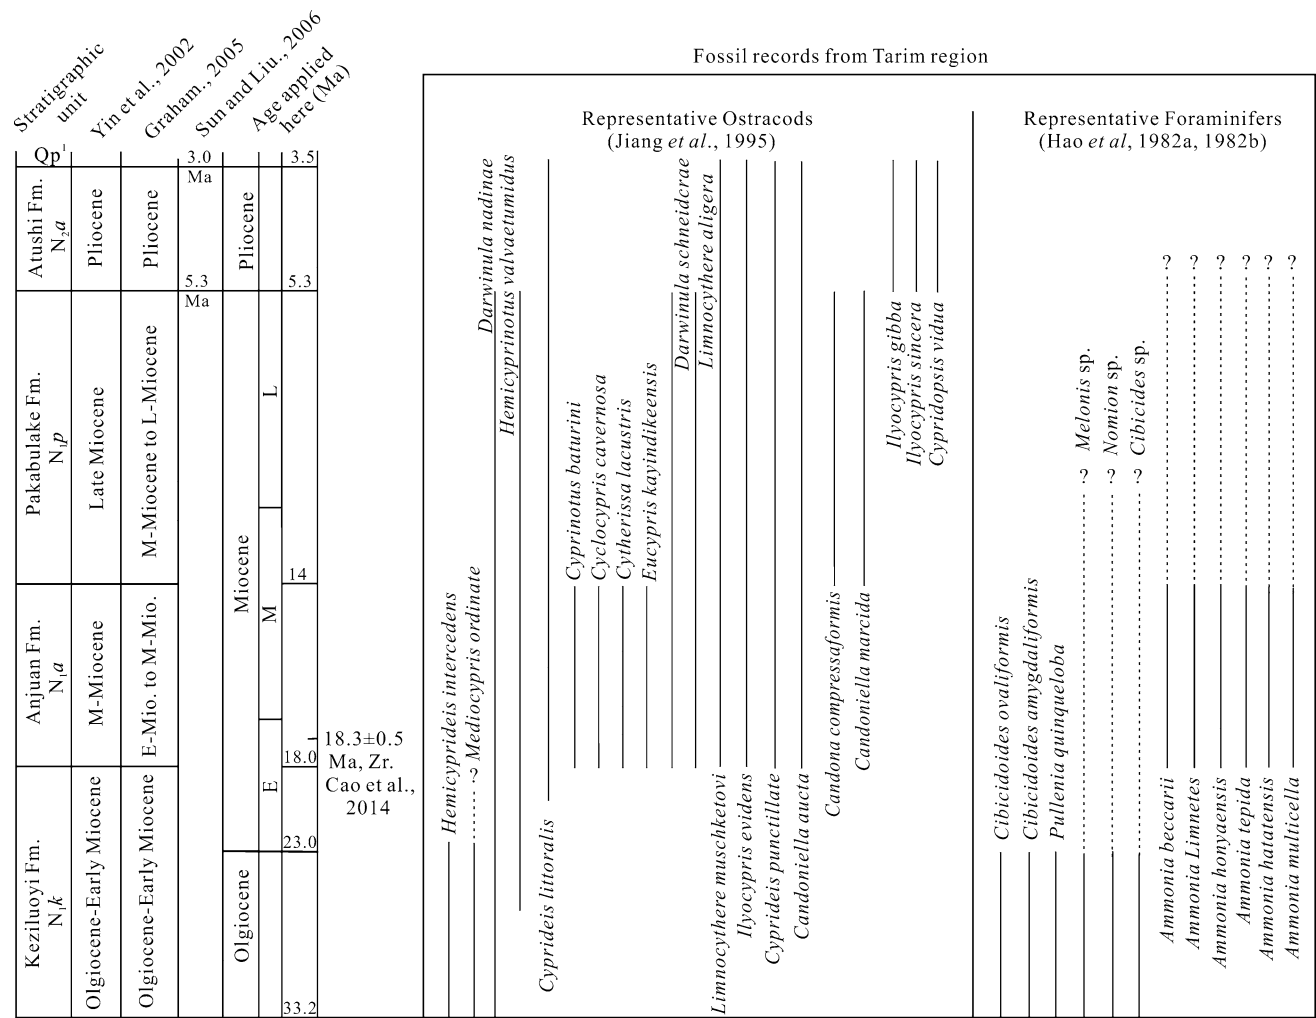 Stratigraphic
unit
Yin et al., 2002
Graham., 2005
Sun and Liu., 2006
Age applied
here (Ma)
Fossil records from Tarim region
Representative Ostracods
(Jiang et al., 1995)
Representative Foraminifers
(Hao et al, 1982a, 1982b)
Qp¹
3.0
Ma
3.5
Atushi Fm.
N₂a
Pliocene
Pliocene
Pliocene
5.3
Ma
5.3
Pakabulake Fm.
N₁p
Late Miocene
M-Miocene to L-Miocene
Miocene
L
M
E
14
Anjuan Fm.
N₁a
M-Miocene
E-Mio. to M-Mio.
18.0
18.3±0.5
Ma, Zr.
Cao et al.,
2014
Keziluoyi Fm.
N₁k
Olgiocene-Early Miocene
Olgiocene-Early Miocene
23.0
Olgiocene
33.2
Hemicyprideis intercedens
? Mediocypris ordinate
Darwinula nadinae
Hemicyprinotus valvaetumidus
Cyprideis littoralis
Cyprinotus baturini
Cyclocypris cavernosa
Cytherissa lacustris
Eucypris kayindikeensis
Darwinula schneidcrae
Limnocythere aligera
Limnocythere muschketovi
Ilyocypris evidens
Cyprideis punctillate
Candoniella aucta
Candona compressaformis
Candoniella marcida
Ilyocypris gibba
Ilyocypris sincera
Cypridopsis vidua
Cibicidoides ovaliformis
Cibicidoides amygdaliformis
Pullenia quinqueloba
Melonis sp.
Nomion sp.
Cibicides sp.
? ? ?
? ? ? ? ? ?
Ammonia beccarii
Ammonia Limnetes
Ammonia honyaensis
Ammonia tepida
Ammonia hatatensis
Ammonia multicella